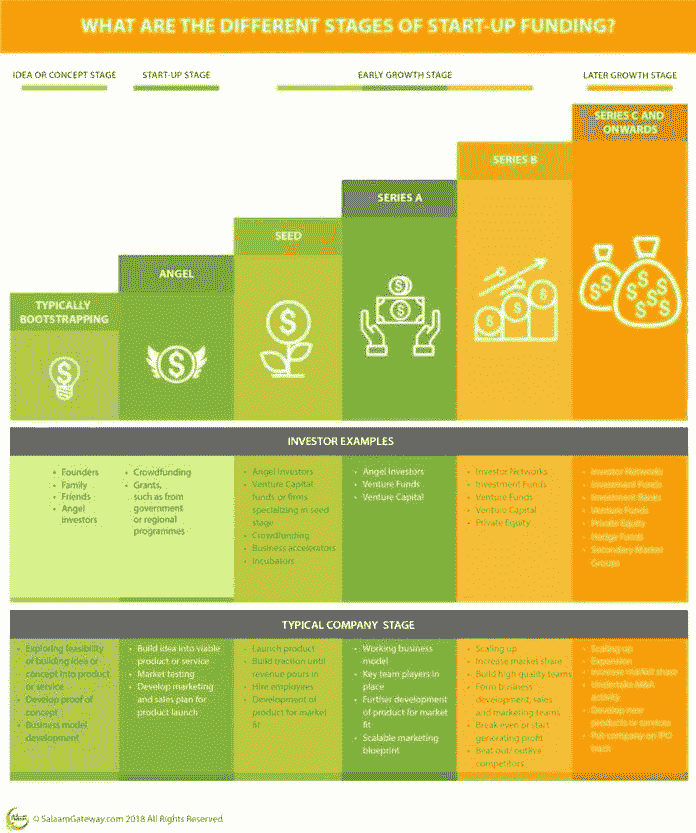 WHAT ARE THE DIFFERENT STAGES OF START-UP FUNDING?
IDEA OR CONCEPT STAGE
START-UP STAGE
EARLY GROWTH STAGE
LATER GROWTH STAGE
TYPICALLY
BOOTSTRAPPING
ANGEL
SEED
SERIES A
SERIES B
SERIES C AND
ONWARDS
INVESTOR EXAMPLES
• Founders
• Family
• Friends
• Angel
investors
• Crowdfunding
• Grants,
such as from
government
or regional
programmes
• Angel Investors
• Venture Capital
funds or firms
specializing in seed
stage
• Crowdfunding
• Business accelerators
• Incubators
• Angel Investors
• Venture Funds
• Venture Capital
• Investor Networks
• Investment Funds
• Venture Funds
• Venture Capital
• Private Equity
• Investor Networks
• Investment Funds
• Investment Banks
• Venture Funds
• Private Equity
• Hedge Funds
• Secondary Market
Groups
TYPICAL COMPANY STAGE
• Exploring feasibility
of building idea or
concept into product
or service
• Develop proof of
concept
• Business model
development
• Build idea into viable
product or service
• Market testing
• Develop marketing
and sales plan for
product launch
• Launch product
• Build traction until
revenue pours in
• Hire employees
• Development of
product for market
fit
• Working business
model
• Key team players in
place
• Further development
of product for market
fit
• Scalable marketing
blueprint
• Scaling up
• Increase market share
• Build high quality teams
• Form business
development, sales
and marketing teams
• Break even or start
generating profit
• Beat out/ outlive
competitors
• Scaling up
• Expansion
• Increase market share
• Undertake M&A
activity
• Develop new
products or services
• Put company on IPO
track
© SalaamGateway.com 2018 All Rights Reserved